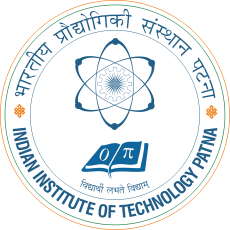 भारतीय प्रौद्योगिकी संस्थान पटना
0 π
विद्यार्थी लभते विद्याम्
INDIAN INSTITUTE OF TECHNOLOGY PATNA